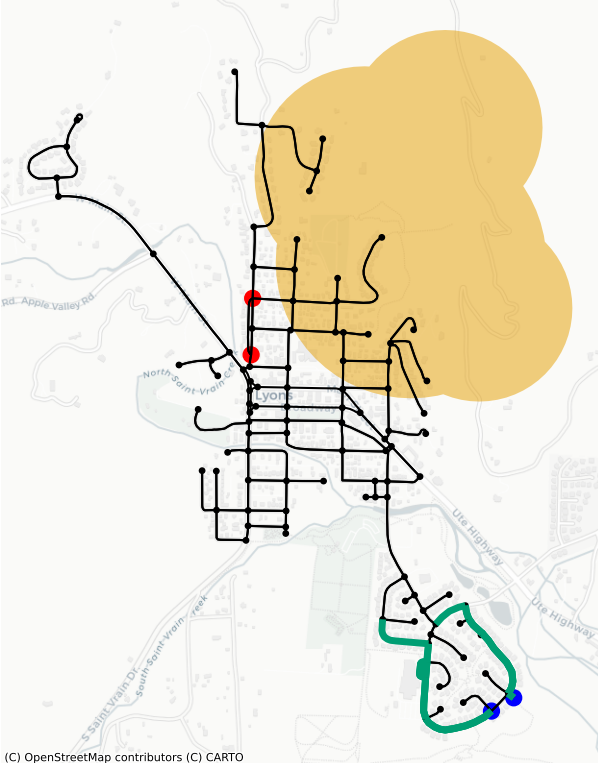 Rd Apple Valley Rd
North Saint Vrain Cre
Lyons
Broadway
Ute Highway
Ute Highway
S Saint Vrain Dr
South Saint Vrain Creek
(C) OpenStreetMap contributors (C) CARTO